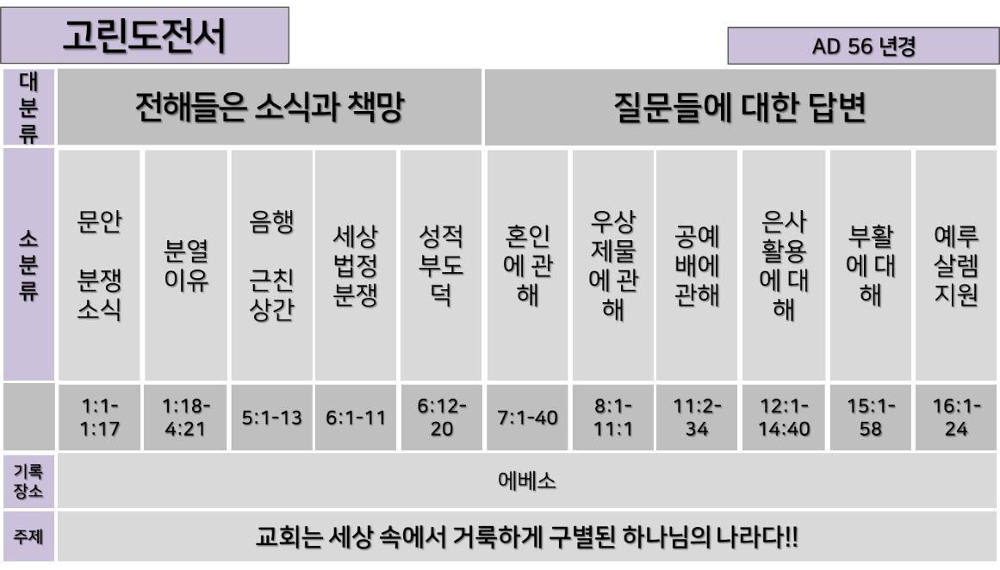 고린도전서
AD 56 년경
대
분
류
전해들은 소식과 책망
질문들에 대한 답변
소
분
류
문안
분쟁
소식
분열
이유
음행
근친
상간
세상
법정
분쟁
성적
부도
덕
혼인
에 관
해
우상
제물
에 관
해
공예
배에
관해
은사
활용
에 대
해
부활
에 대
해
예루
살렘
지원
1:1-
1:17
1:18-
4:21
5:1-13
6:1-11
6:12-
20
7:1-40
8:1-
11:1
11:2-
34
12:1-
14:40
15:1-
58
16:1-
24
기록
장소
에베소
주제
교회는 세상 속에서 거룩하게 구별된 하나님의 나라다!!